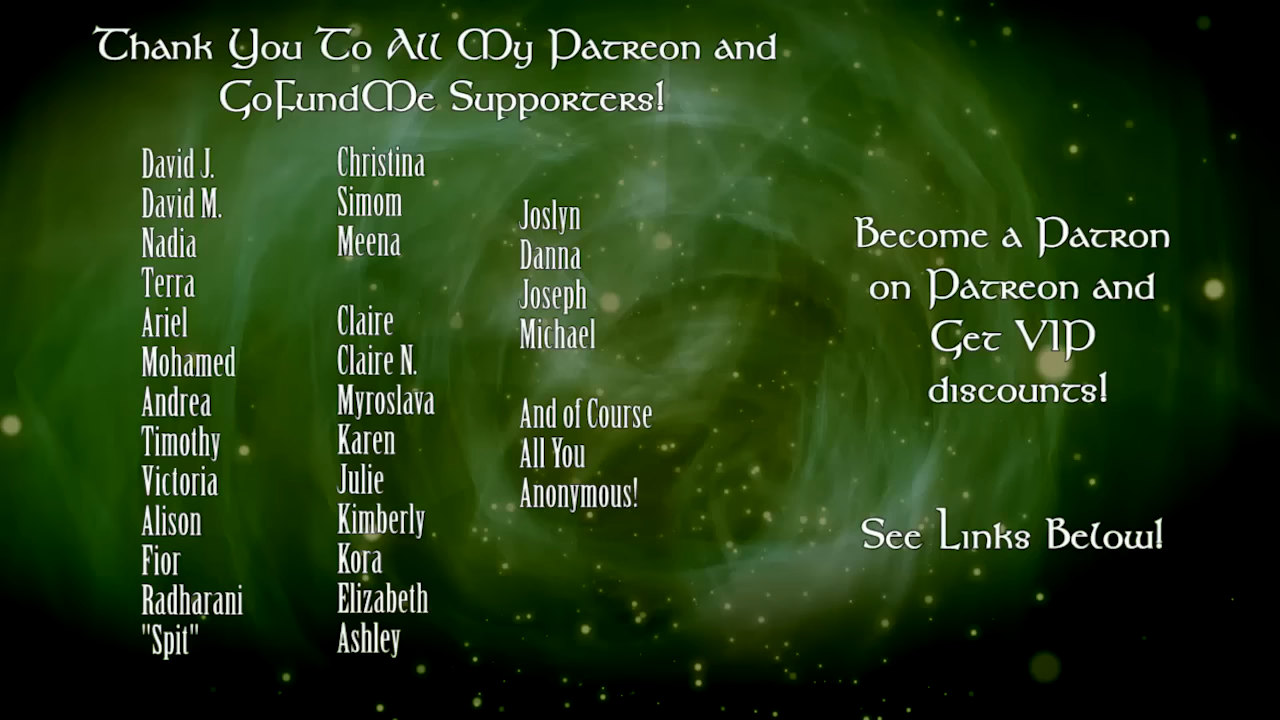 Thank You To All My Patreon and
GoFundMe Supporters!
David J.
David M.
Nadia
Terra
Ariel
Mohamed
Andrea
Timothy
Victoria
Alison
Fior
Radharani
"Spit"
Christina
Simom
Meena
Claire
Claire N.
Myroslava
Karen
Julie
Kimberly
Kora
Elizabeth
Ashley
Joslyn
Danna
Joseph
Michael
And of Course
All You
Anonymous!
Become a Patron
on Patreon and
Get VIP
discounts!
See Links Below!